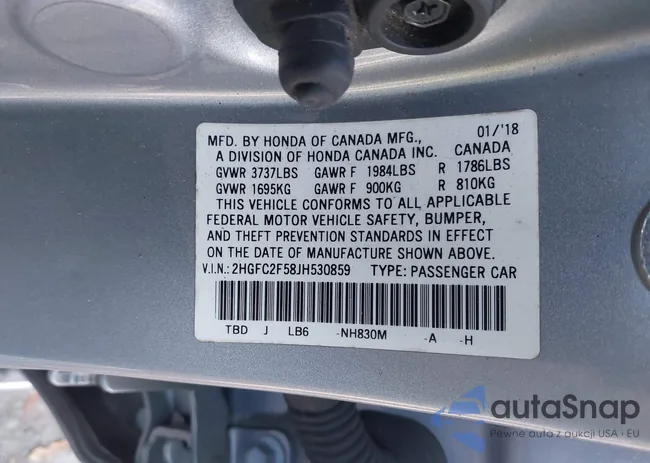 MFD. BY HONDA OF CANADA MFG., 01/'18
A DIVISION OF HONDA CANADA INC. CANADA
GVWR 3737LBS GAWR F 1984LBS R 1786LBS
GVWR 1695KG GAWR F 900KG R 810KG
THIS VEHICLE CONFORMS TO ALL APPLICABLE
FEDERAL MOTOR VEHICLE SAFETY, BUMPER,
AND THEFT PREVENTION STANDARDS IN EFFECT
ON THE DATE OF MANUFACTURE SHOWN ABOVE.
V.I.N.: 2HGFC2F58JH530859 TYPE: PASSENGER CAR
TBD J LB6 -NH830M -A -H
autaSnap
Pewne auta z aukcji USA i EU